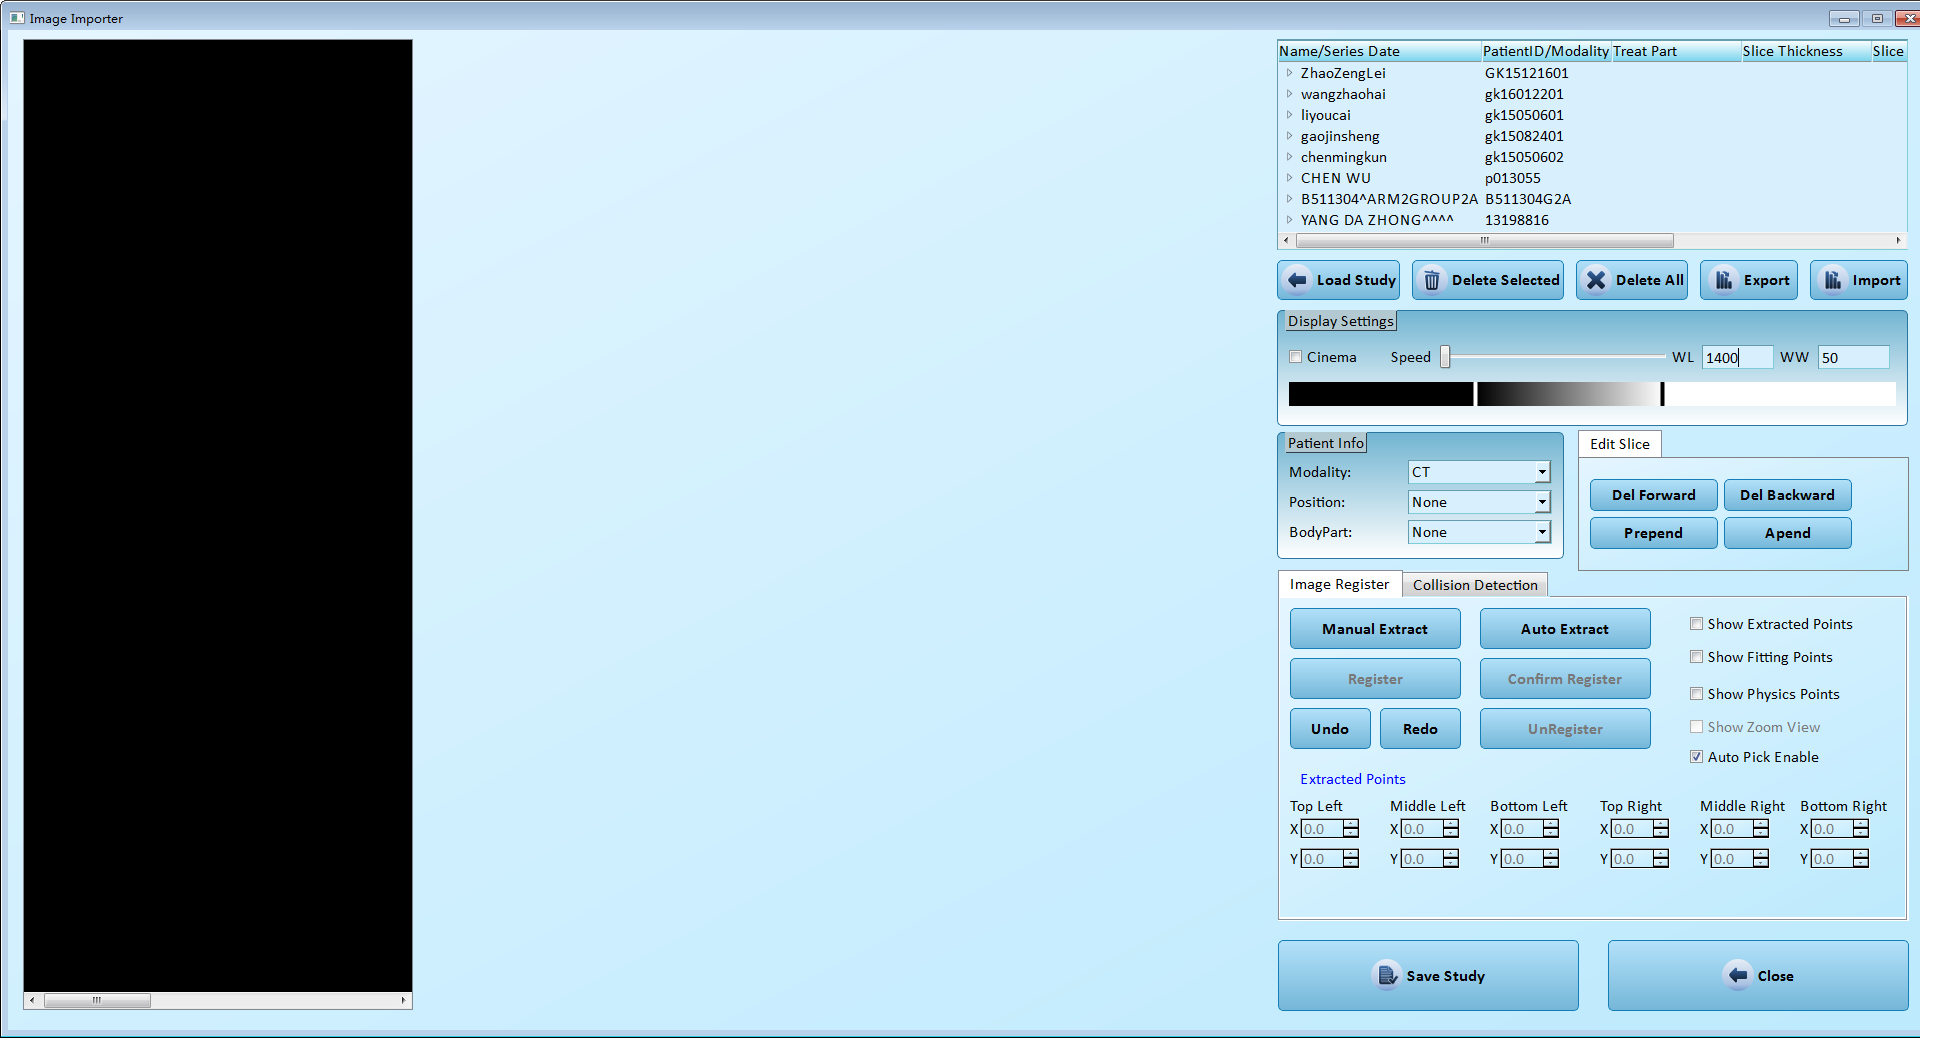 Image Importer
Name/Series Date PatientID/Modality Treat Part Slice Thickness Slice
ZhaoZengLei GK15121601
wangzhaohai gk16012201
liyoucai gk15050601
gaojinsheng gk15082401
chenmingkun gk15050602
CHEN WU p013055
B511304^ARM2GROUP2A B511304G2A
YANG DA ZHONG^^^^ 13198816
Load Study Delete Selected Delete All Export Import
Display Settings
Cinema Speed WL 1400 WW 50
Patient Info
Modality: CT
Position: None
BodyPart: None
Edit Slice
Del Forward Del Backward
Prepend Apend
Image Register Collision Detection
Manual Extract Auto Extract Show Extracted Points
Show Fitting Points
Register Confirm Register
Show Physics Points
Undo Redo UnRegister Show Zoom View
Auto Pick Enable
Extracted Points
Top Left Middle Left Bottom Left Top Right Middle Right Bottom Right
X 0.0 X 0.0 X 0.0 X 0.0 X 0.0 X 0.0
Y 0.0 Y 0.0 Y 0.0 Y 0.0 Y 0.0 Y 0.0
Save Study Close